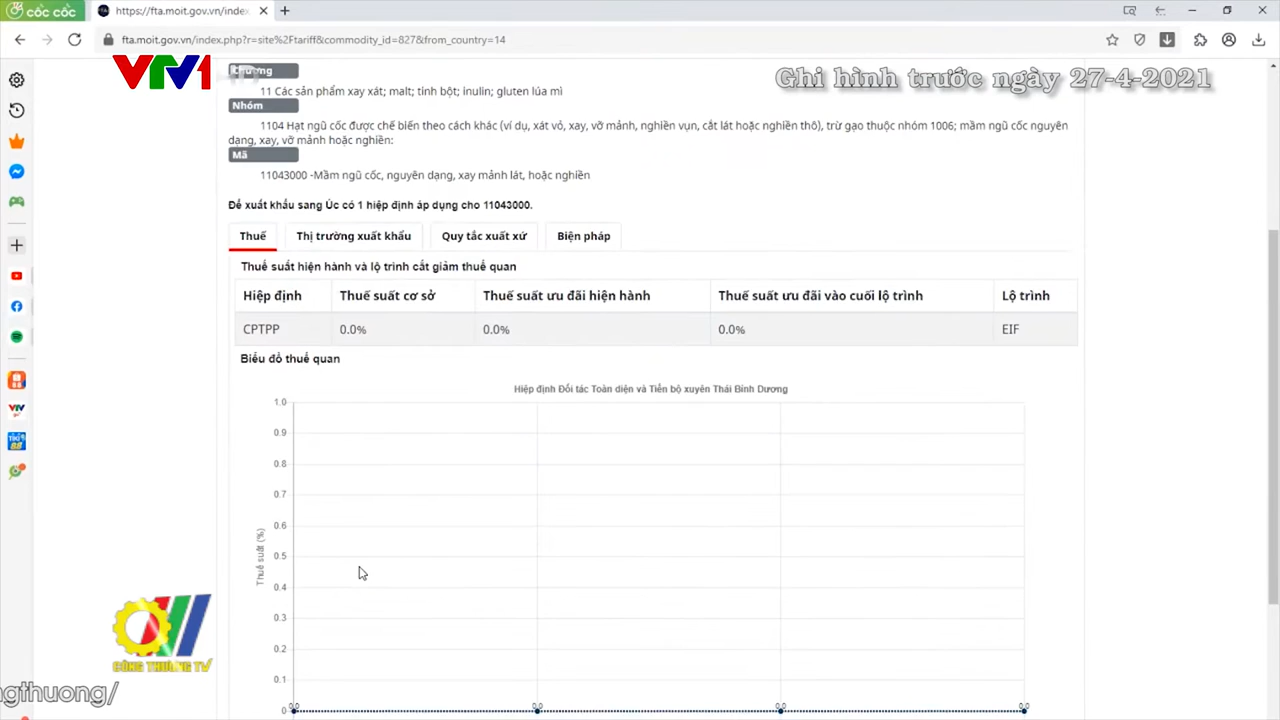 cốc cốc
https://fta.moit.gov.vn/index
fta.moit.gov.vn/index.php?r=site%2Ftariff&commodity_id=827&from_country=14
VTV1
Ghi hình trước ngày 27-4-2021
11 Các sản phẩm xay xát; malt; tinh bột; inulin; gluten lúa mì
Nhóm
1104 Hạt ngũ cốc được chế biến theo cách khác (ví dụ, xát vỏ, xay, vỡ mảnh, nghiền vụn, cắt lát hoặc nghiền thô), trừ gạo thuộc nhóm 1006; mầm ngũ cốc nguyên
dạng, xay, vỡ mảnh hoặc nghiền:
Mã
11043000 -Mầm ngũ cốc, nguyên dạng, xay mảnh lát, hoặc nghiền
Để xuất khẩu sang Úc có 1 hiệp định áp dụng cho 11043000.
Thuế Thị trường xuất khẩu Quy tắc xuất xứ Biện pháp
Thuế suất hiện hành và lộ trình cắt giảm thuế quan
Hiệp định Thuế suất cơ sở Thuế suất ưu đãi hiện hành Thuế suất ưu đãi vào cuối lộ trình Lộ trình
CPTPP 0.0% 0.0% 0.0% EIF
Biểu đồ thuế quan
Hiệp định Đối tác Toàn diện và Tiến bộ xuyên Thái Bình Dương
1.0
0.9
0.8
0.7
0.6
0.5
0.4
0.3
0.2
0.1
0
Thuế suất (%)
0.0 0.0 0.0 0.0
CÔNG THƯƠNG TV
ngthuong/